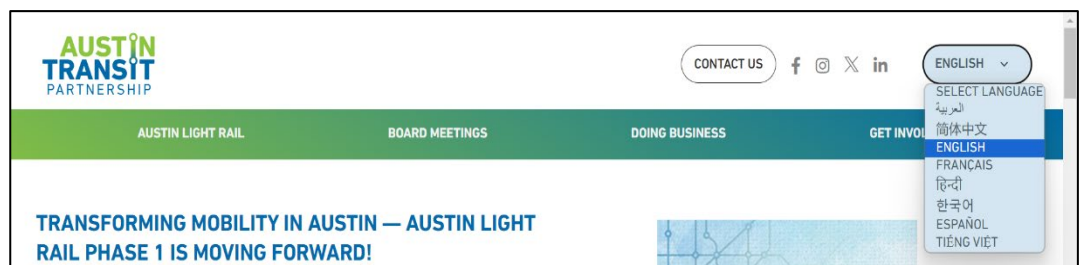 AUSTIN
TRANSIT
PARTNERSHIP
CONTACT US
ENGLISH
SELECT LANGUAGE
العربية
简体中文
ENGLISH
FRANÇAIS
हिन्दी
한국어
ESPAÑOL
TIẾNG VIỆT
AUSTIN LIGHT RAIL
BOARD MEETINGS
DOING BUSINESS
GET INVO
TRANSFORMING MOBILITY IN AUSTIN — AUSTIN LIGHT
RAIL PHASE 1 IS MOVING FORWARD!